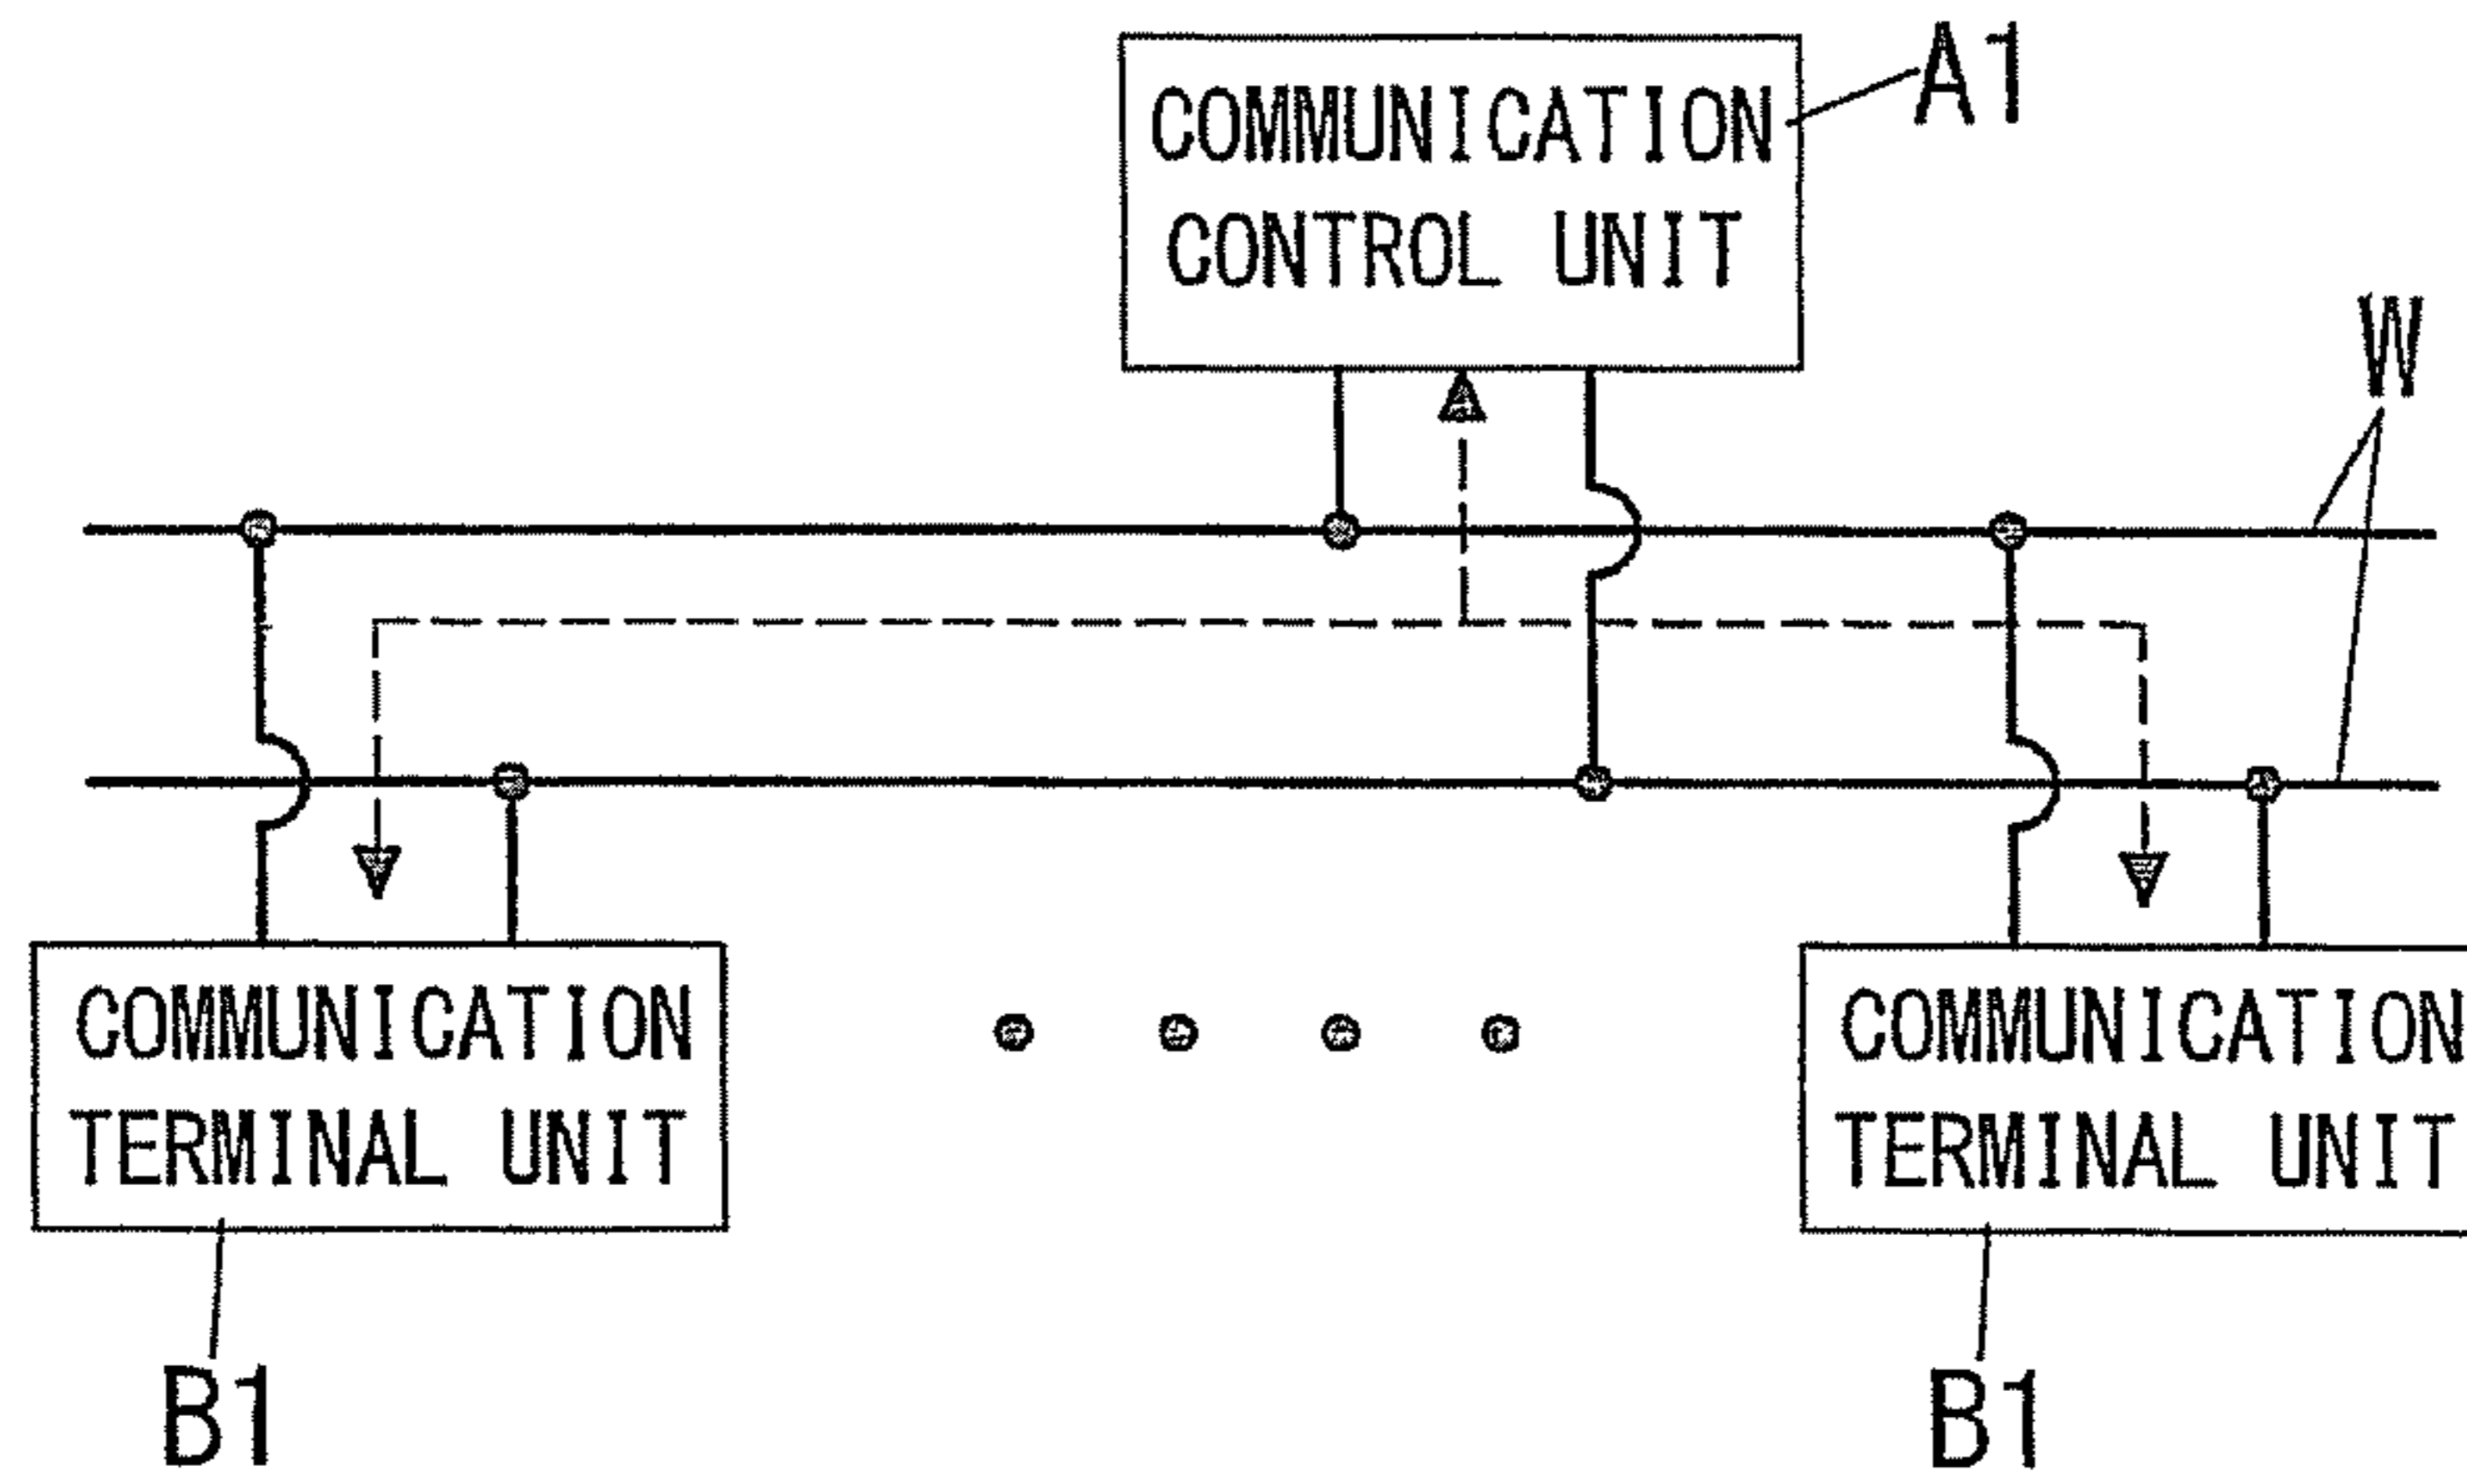 COMMUNICATION
CONTROL UNIT
A1
W
COMMUNICATION
TERMINAL UNIT
COMMUNICATION
TERMINAL UNIT
B1
B1